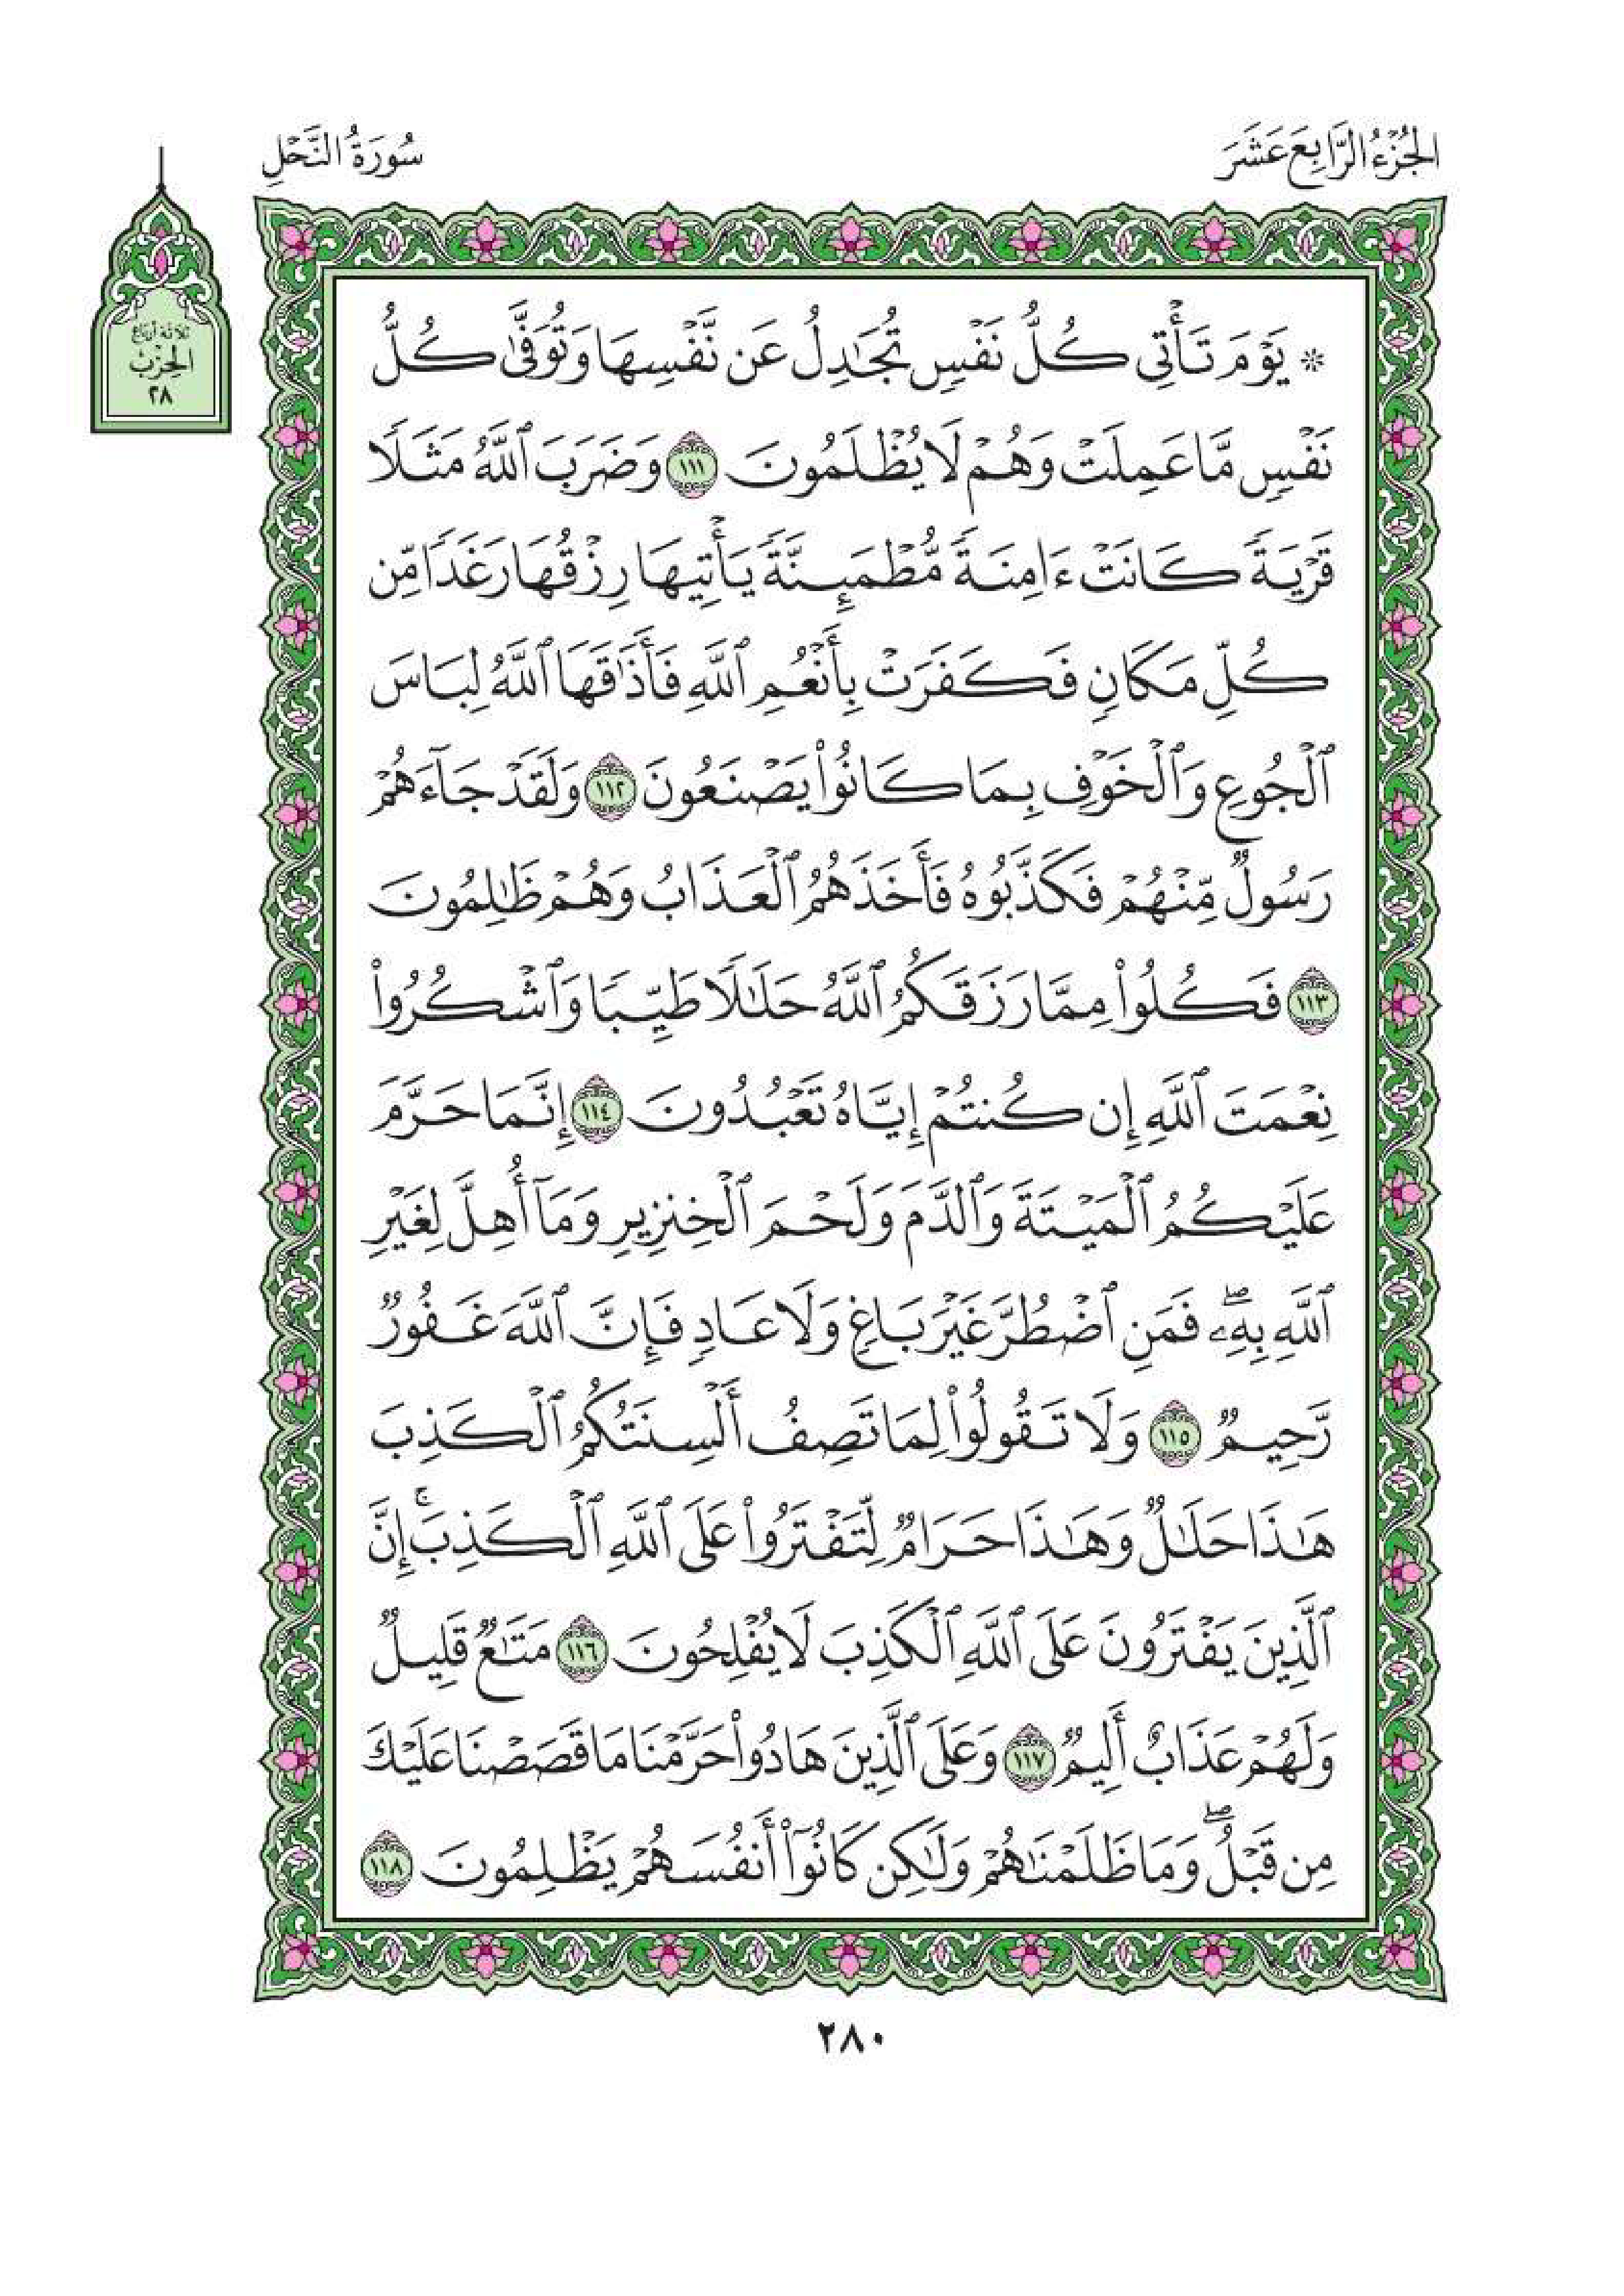 الجُزْءُ الرَّابِعَ عَشَرَ
سُورَةُ النَّحْلِ
ثلاثة أرباع
الحِزْب
٢٨
* يَوْمَ تَأْتِي كُلُّ نَفْسٖ تُجَٰدِلُ عَن نَّفْسِهَا وَتُوَفَّىٰ كُلُّ
نَفْسٖ مَّا عَمِلَتْ وَهُمْ لَا يُظْلَمُونَ ١١١ وَضَرَبَ ٱللَّهُ مَثَلٗا
قَرْيَةٗ كَانَتْ ءَامِنَةٗ مُّطْمَئِنَّةٗ يَأْتِيهَا رِزْقُهَا رَغَدٗا مِّن
كُلِّ مَكَانٖ فَكَفَرَتْ بِأَنْعُمِ ٱللَّهِ فَأَذَٰقَهَا ٱللَّهُ لِبَاسَ
ٱلْجُوعِ وَٱلْخَوْفِ بِمَا كَانُواْ يَصْنَعُونَ ١١٢ وَلَقَدْ جَآءَهُمْ
رَسُولٞ مِّنْهُمْ فَكَذَّبُوهُ فَأَخَذَهُمُ ٱلْعَذَابُ وَهُمْ ظَٰلِمُونَ
١١٣ فَكُلُواْ مِمَّا رَزَقَكُمُ ٱللَّهُ حَلَٰلٗا طَيِّبٗا وَٱشْكُرُواْ
نِعْمَتَ ٱللَّهِ إِن كُنتُمْ إِيَّاهُ تَعْبُدُونَ ١١٤ إِنَّمَا حَرَّمَ
عَلَيْكُمُ ٱلْمَيْتَةَ وَٱلدَّمَ وَلَحْمَ ٱلْخِنزِيرِ وَمَآ أُهِلَّ لِغَيْرِ
ٱللَّهِ بِهِۦۖ فَمَنِ ٱضْطُرَّ غَيْرَ بَاغٖ وَلَا عَادٖ فَإِنَّ ٱللَّهَ غَفُورٞ
رَّحِيمٞ ١١٥ وَلَا تَقُولُواْ لِمَا تَصِفُ أَلْسِنَتُكُمُ ٱلْكَذِبَ
هَٰذَا حَلَٰلٞ وَهَٰذَا حَرَامٞ لِّتَفْتَرُواْ عَلَى ٱللَّهِ ٱلْكَذِبَۚ إِنَّ
ٱلَّذِينَ يَفْتَرُونَ عَلَى ٱللَّهِ ٱلْكَذِبَ لَا يُفْلِحُونَ ١١٦ مَتَٰعٞ قَلِيلٞ
وَلَهُمْ عَذَابٌ أَلِيمٞ ١١٧ وَعَلَى ٱلَّذِينَ هَادُواْ حَرَّمْنَا مَا قَصَصْنَا عَلَيْكَ
مِن قَبْلُۖ وَمَا ظَلَمْنَٰهُمْ وَلَٰكِن كَانُوٓاْ أَنفُسَهُمْ يَظْلِمُونَ ١١٨
٢٨٠